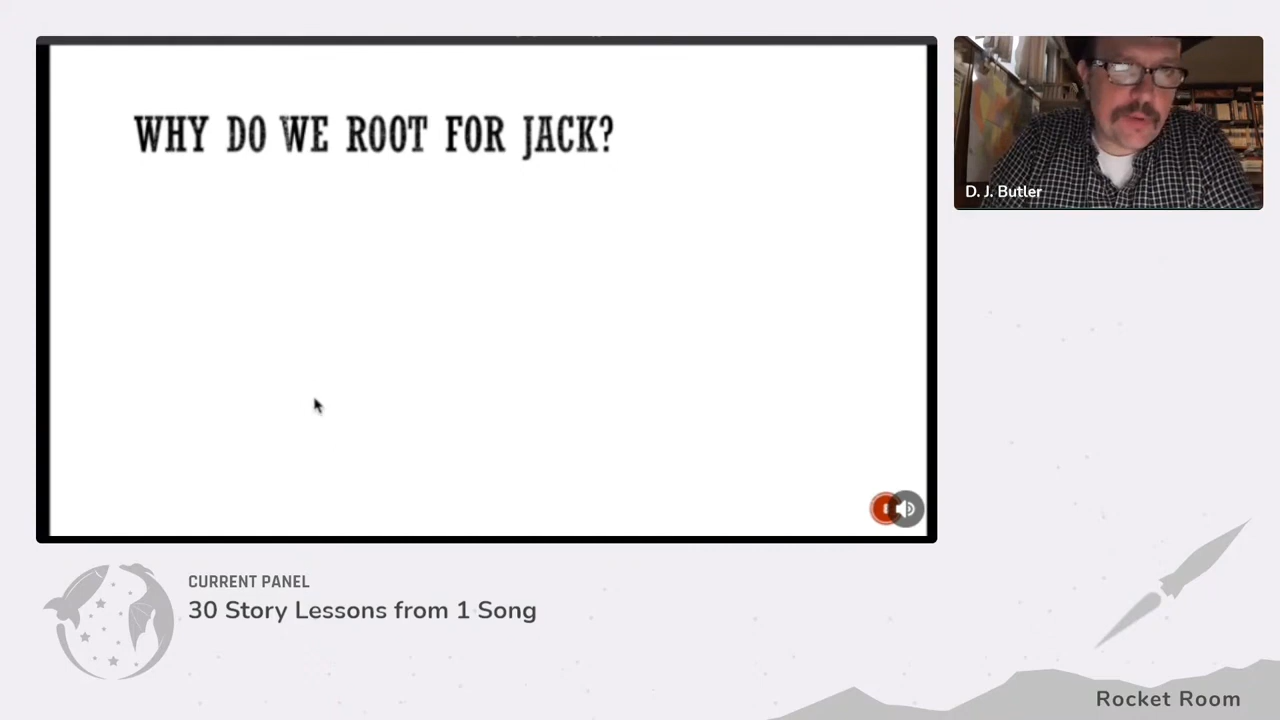 WHY DO WE ROOT FOR JACK?
D. J. Butler
CURRENT PANEL
30 Story Lessons from 1 Song
Rocket Room